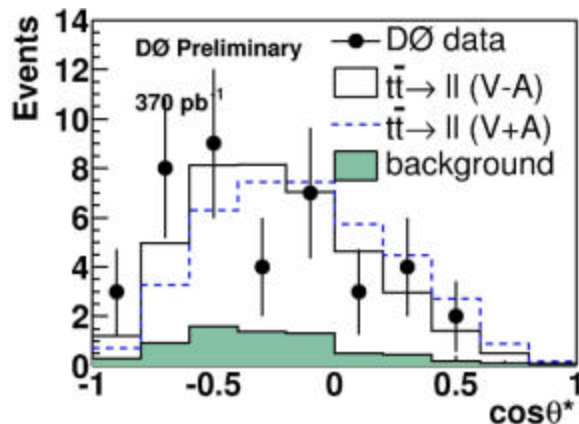 Events
14
12
10
8
6
4
2
0
-1
-0.5
0
0.5
1
cosθ*
DØ Preliminary
370 pb⁻¹
DØ data
tt̄→ ll (V-A)
tt̄→ ll (V+A)
background